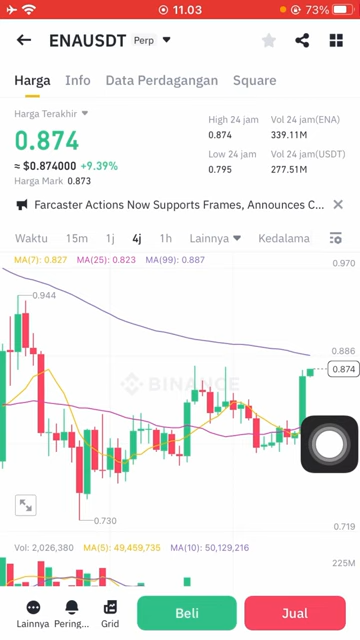 11.03
73%
ENAUSDT Perp
Harga Info Data Perdagangan Square
Harga Terakhir
0.874
≈ $0.874000 +9.39%
Harga Mark 0.873
High 24 jam
0.874
Vol 24 jam(ENA)
339.11M
Low 24 jam
0.795
Vol 24 jam(USDT)
277.51M
Farcaster Actions Now Supports Frames, Announces C...
Waktu 15m 1j 4j 1h Lainnya Kedalama
MA(7): 0.827 MA(25): 0.823 MA(99): 0.887
0.970
0.944
0.886
0.874
BINANCE
0.730
0.719
Vol: 2,026,380 MA(5): 49,459,735 MA(10): 50,129,216
225M
Lainnya
Pering...
Grid
Beli
Jual